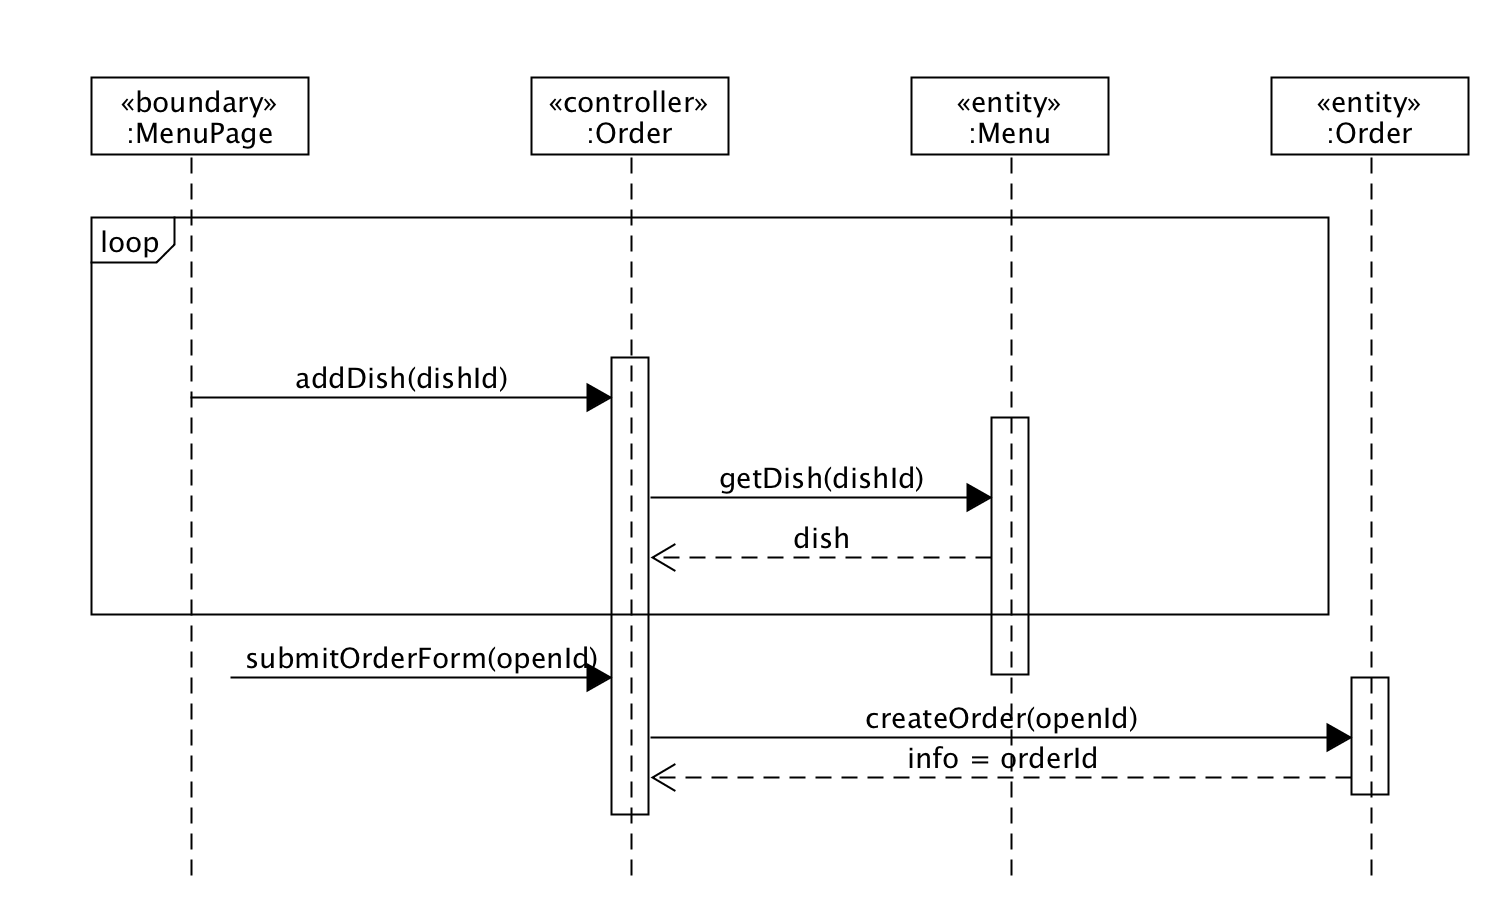 «boundary»
:MenuPage
«controller»
:Order
«entity»
:Menu
«entity»
:Order
loop
addDish(dishId)
getDish(dishId)
dish
submitOrderForm(openId)
createOrder(openId)
info = orderId